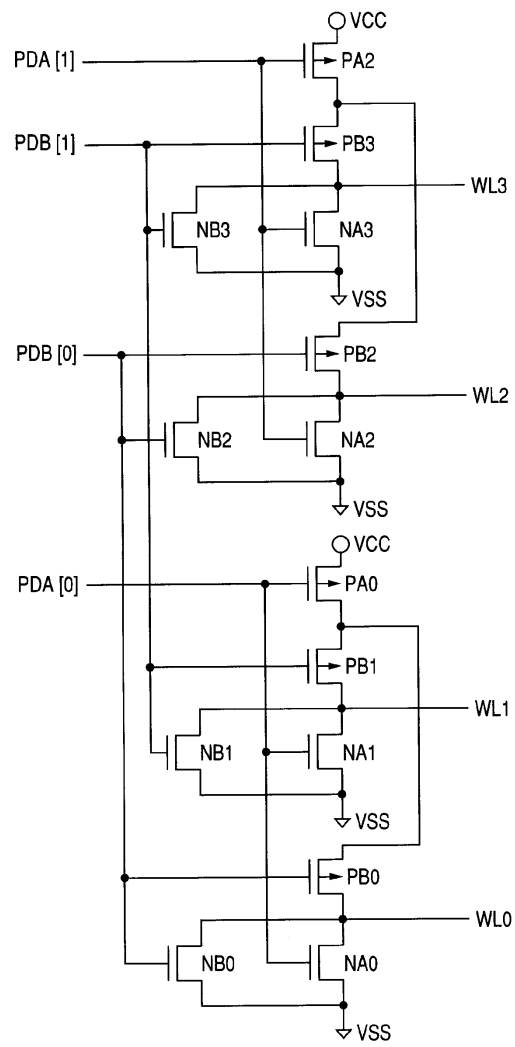 VCC
PDA [1]
PA2
PDB [1]
PB3
WL3
NB3
NA3
VSS
PDB [0]
PB2
WL2
NB2
NA2
VSS
VCC
PDA [0]
PA0
PB1
WL1
NB1
NA1
VSS
PB0
WL0
NB0
NA0
VSS